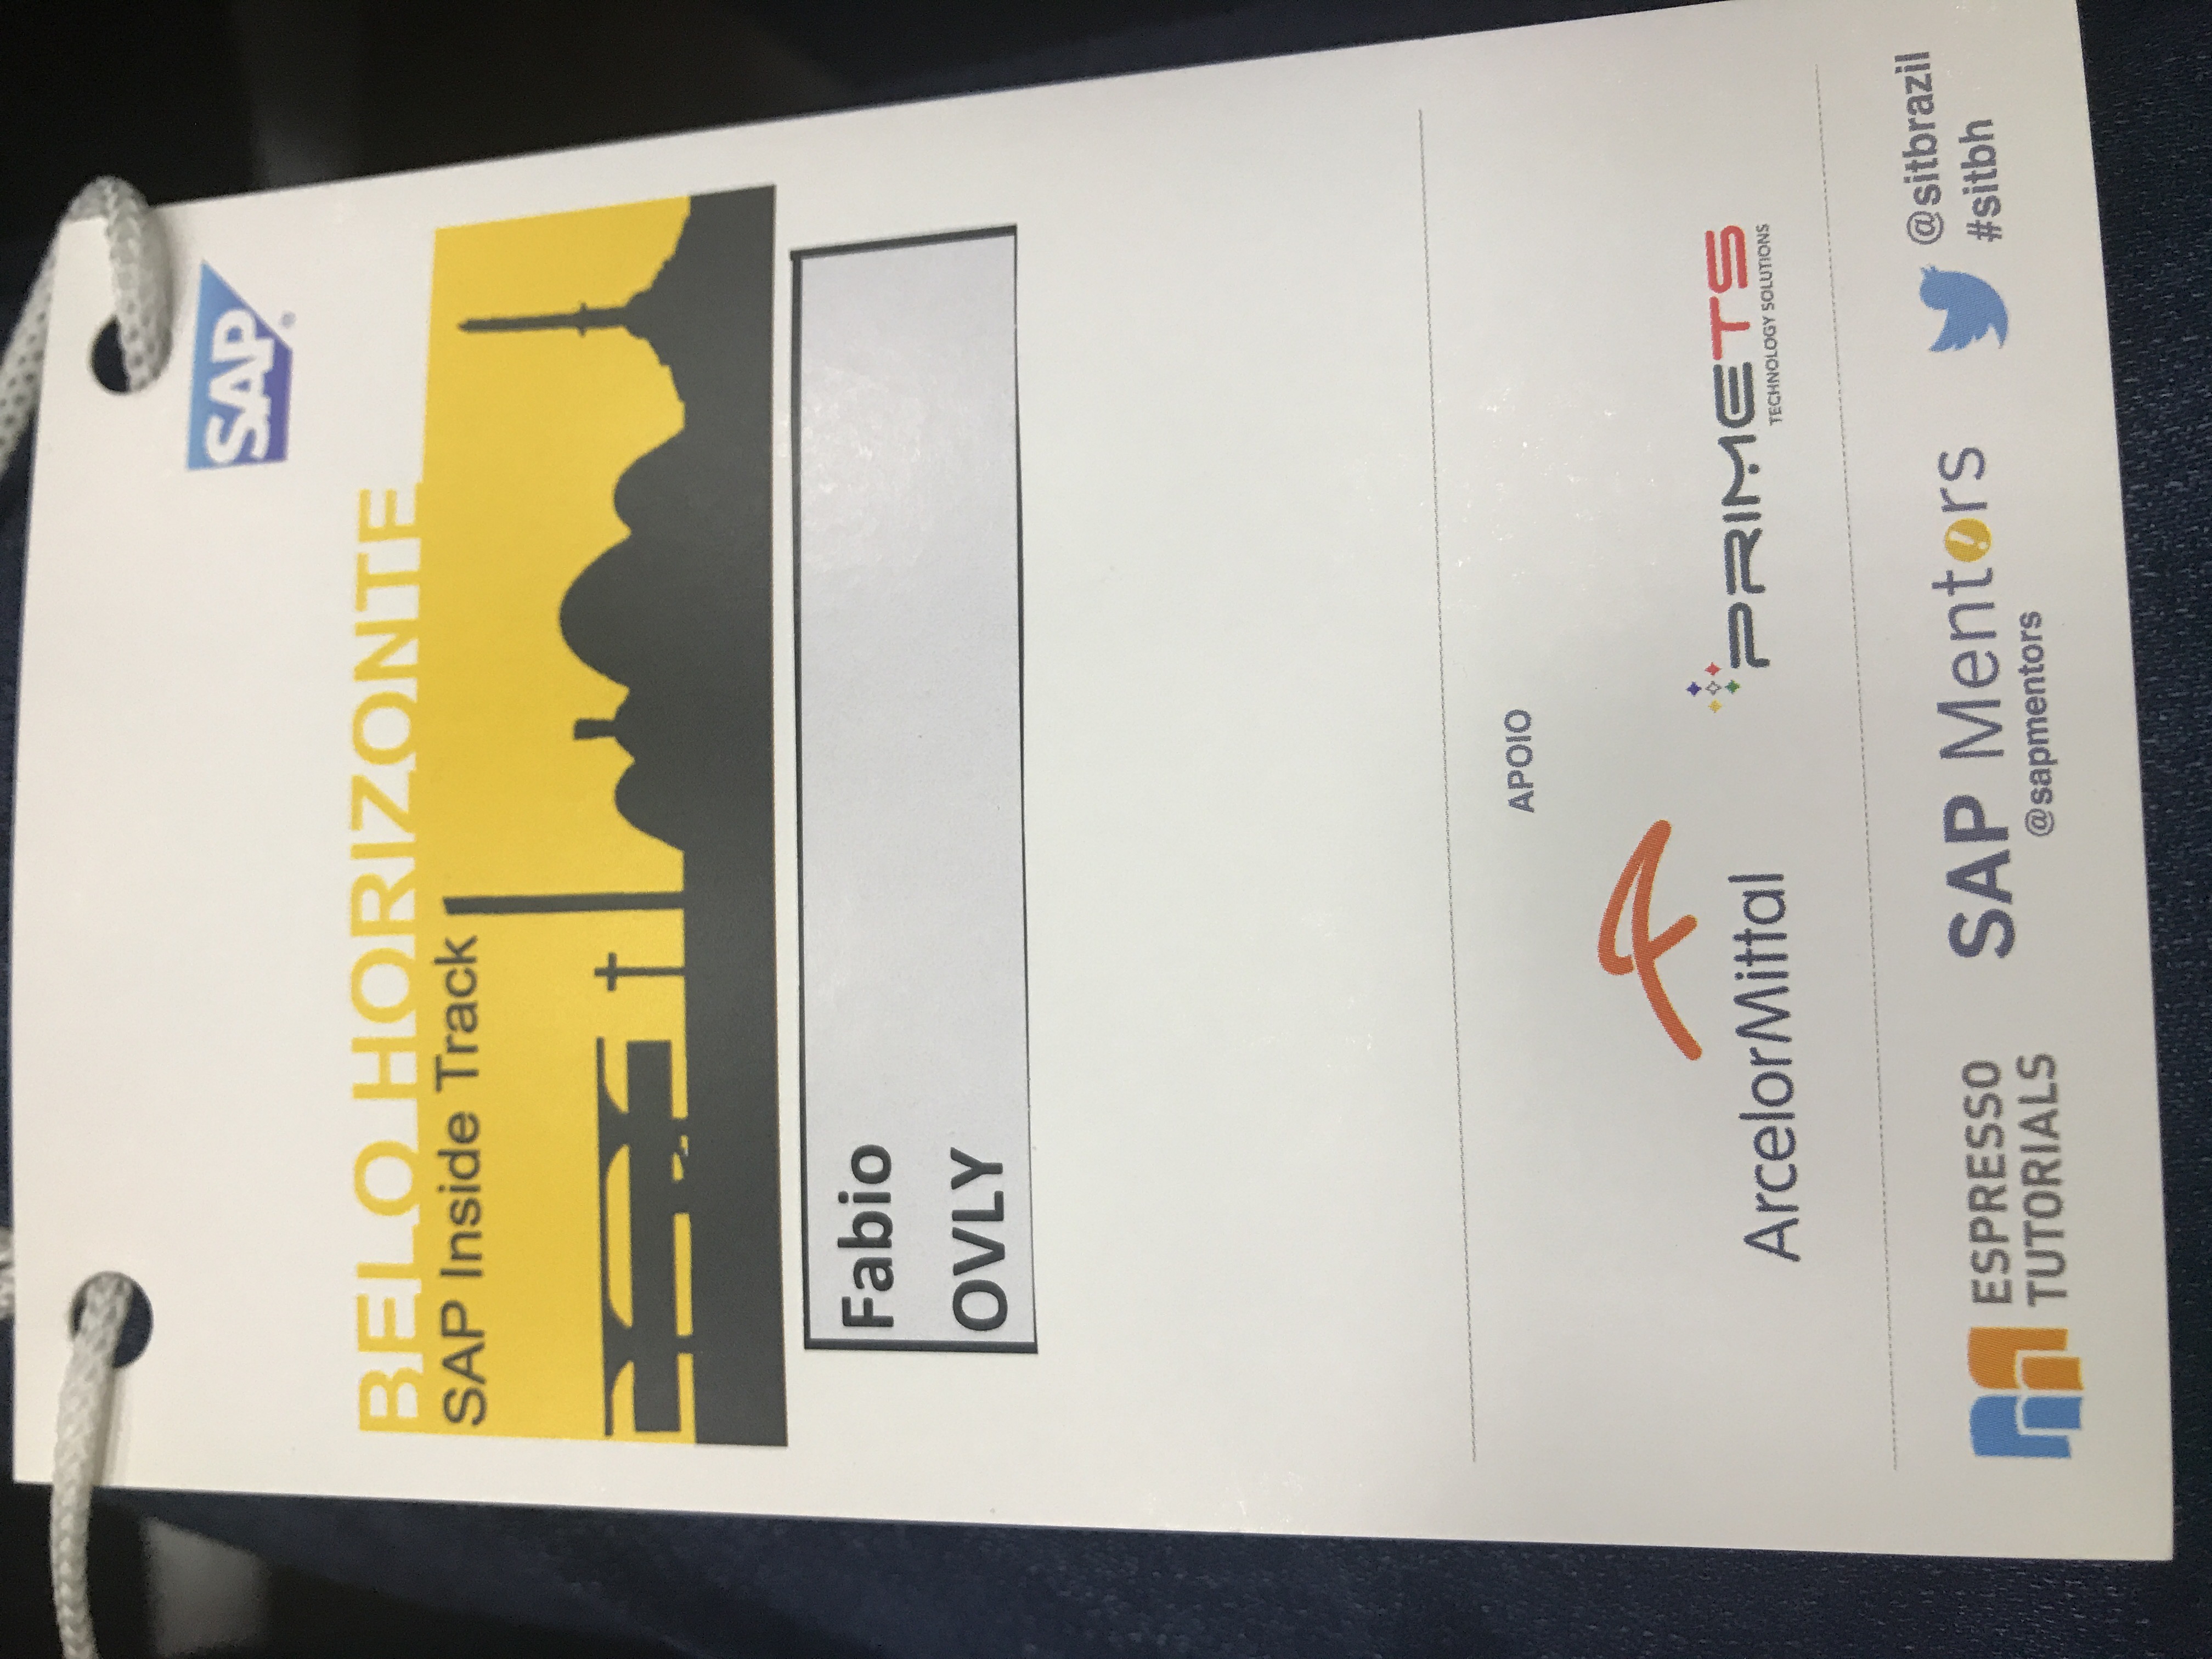 SAP
BELO HORIZONTE
SAP Inside Track
Fabio
OVLY
APOIO
ArcelorMittal
PRIMETS
TECHNOLOGY SOLUTIONS
ESPRESSO
TUTORIALS
SAP Mentors
@sapmentors
@sitbrazil
#sitbh